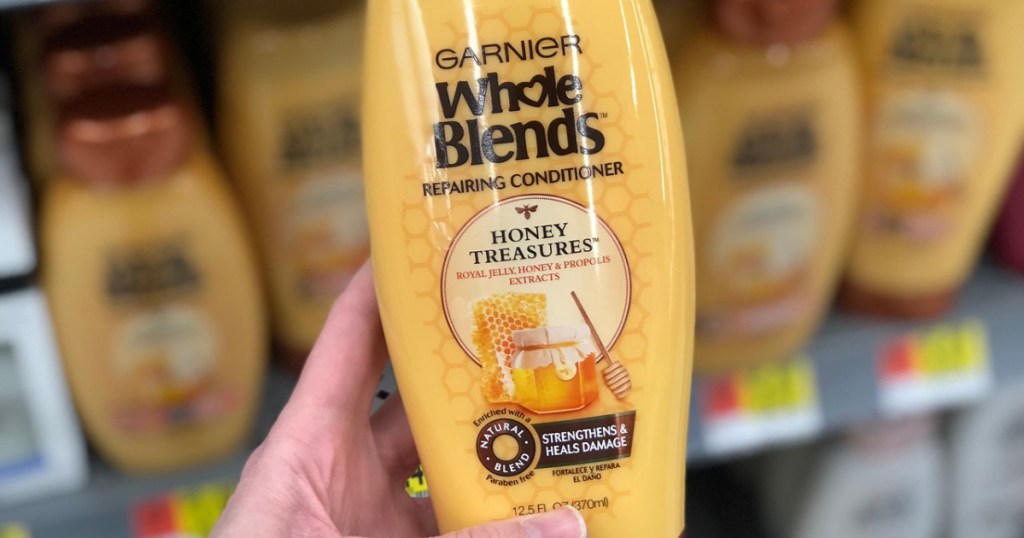 GARNIER
Whole
Blends™
REPAIRING CONDITIONER
HONEY
TREASURES™
ROYAL JELLY, HONEY & PROPOLIS
EXTRACTS
Enriched with a
NATURAL
BLEND
Paraben free
STRENGTHENS &
HEALS DAMAGE
FORTALECE Y REPARA
EL DAÑO
12.5 FL OZ (370ml)